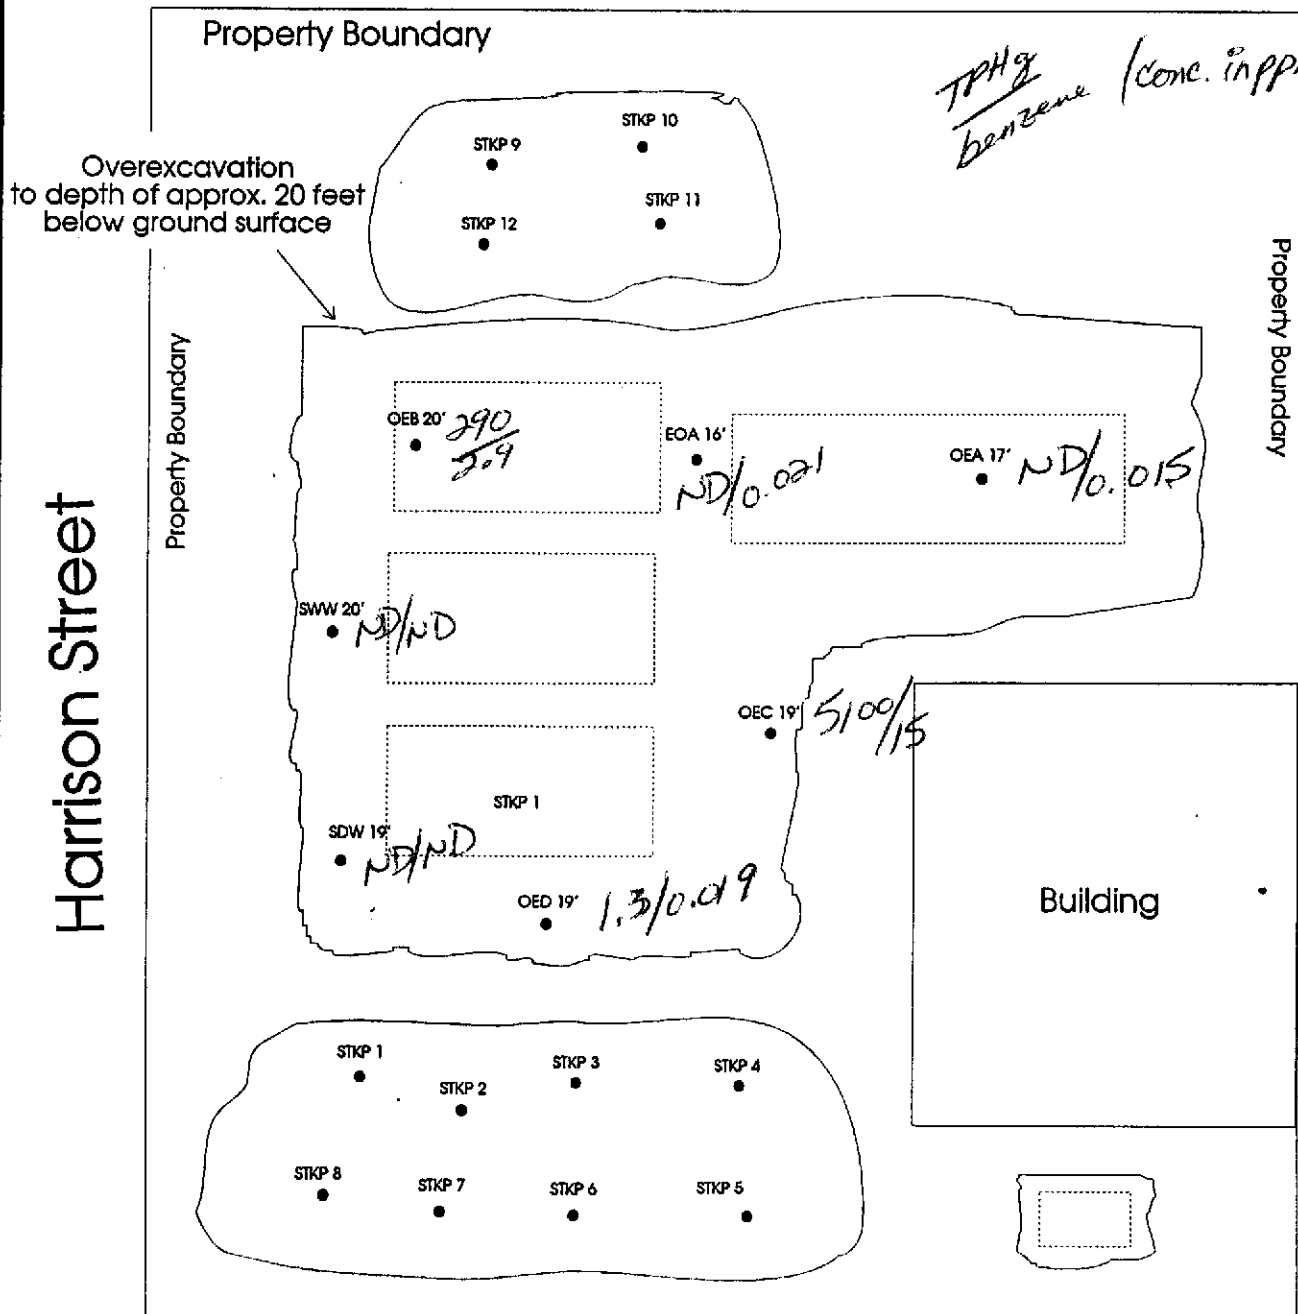 Property Boundary
TPHg
benzene
(conc. in pp
STKP 10
STKP 9
STKP 11
STKP 12
Overexcavation
to depth of approx. 20 feet
below ground surface
Property Boundary
Property Boundary
OEB 20'
290
2.9
EOA 16'
ND/0.021
OEA 17'
ND/0.015
SWW 20'
ND/ND
Harrison Street
OEC 19'
5100/15
STKP 1
SDW 19'
ND/ND
OED 19'
1.3/0.019
Building
STKP 1
STKP 2
STKP 3
STKP 4
STKP 8
STKP 7
STKP 6
STKP 5